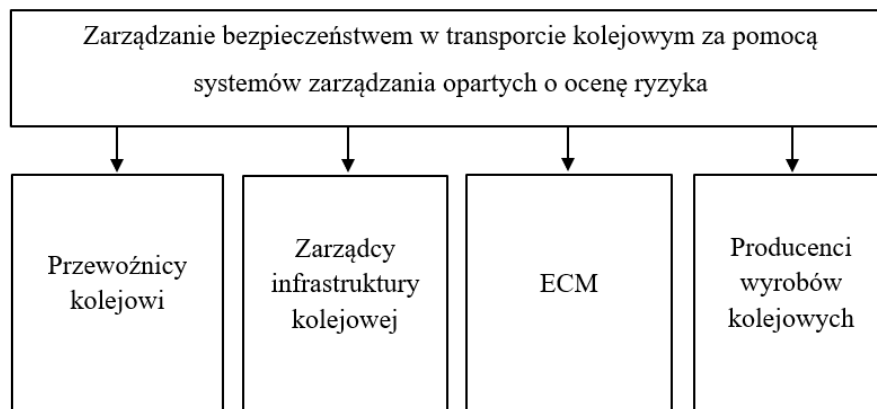 Zarządzanie bezpieczeństwem w transporcie kolejowym za pomocą
systemów zarządzania opartych o ocenę ryzyka
Przewoźnicy
kolejowi
Zarządcy
infrastruktury
kolejowej
ECM
Producenci
wyrobów
kolejowych